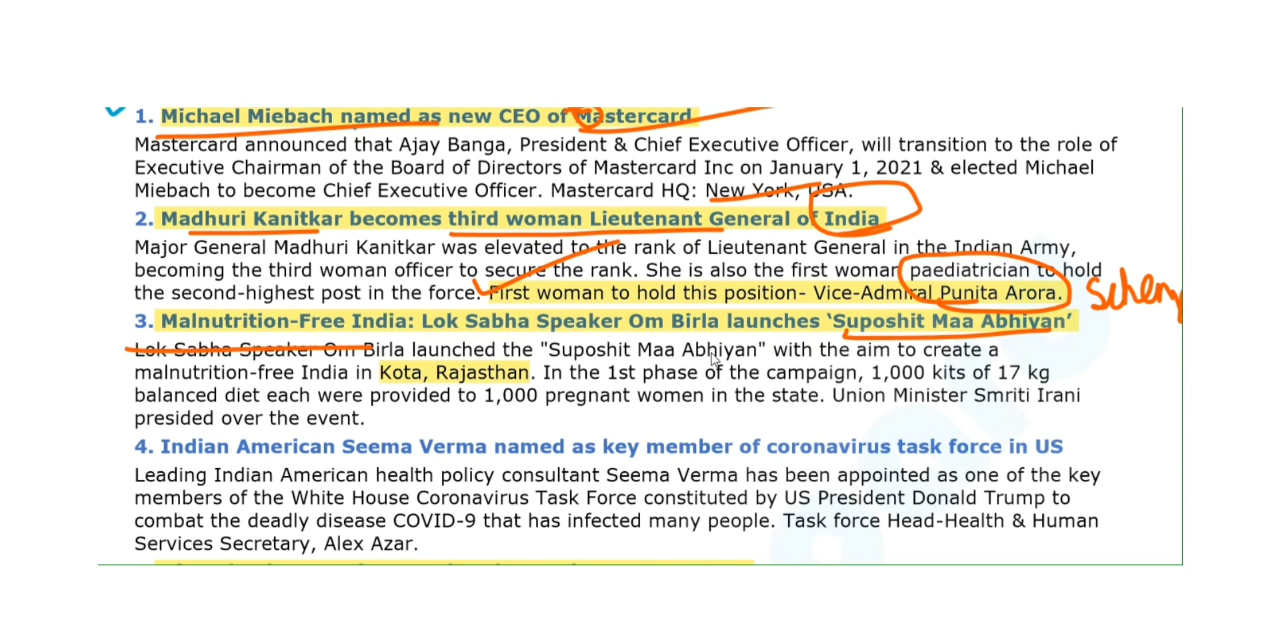 1. Michael Miebach named as new CEO of Mastercard
Mastercard announced that Ajay Banga, President & Chief Executive Officer, will transition to the role of
Executive Chairman of the Board of Directors of Mastercard Inc on January 1, 2021 & elected Michael
Miebach to become Chief Executive Officer. Mastercard HQ: New York, USA.
2. Madhuri Kanitkar becomes third woman Lieutenant General of India
Major General Madhuri Kanitkar was elevated to the rank of Lieutenant General in the Indian Army,
becoming the third woman officer to secure the rank. She is also the first woman paediatrician to hold
the second-highest post in the force. First woman to hold this position- Vice-Admiral Punita Arora.
Schem
3. Malnutrition-Free India: Lok Sabha Speaker Om Birla launches ‘Suposhit Maa Abhiyan’
Lok Sabha Speaker Om Birla launched the "Suposhit Maa Abhiyan" with the aim to create a
malnutrition-free India in Kota, Rajasthan. In the 1st phase of the campaign, 1,000 kits of 17 kg
balanced diet each were provided to 1,000 pregnant women in the state. Union Minister Smriti Irani
presided over the event.
4. Indian American Seema Verma named as key member of coronavirus task force in US
Leading Indian American health policy consultant Seema Verma has been appointed as one of the key
members of the White House Coronavirus Task Force constituted by US President Donald Trump to
combat the deadly disease COVID-9 that has infected many people. Task force Head-Health & Human
Services Secretary, Alex Azar.